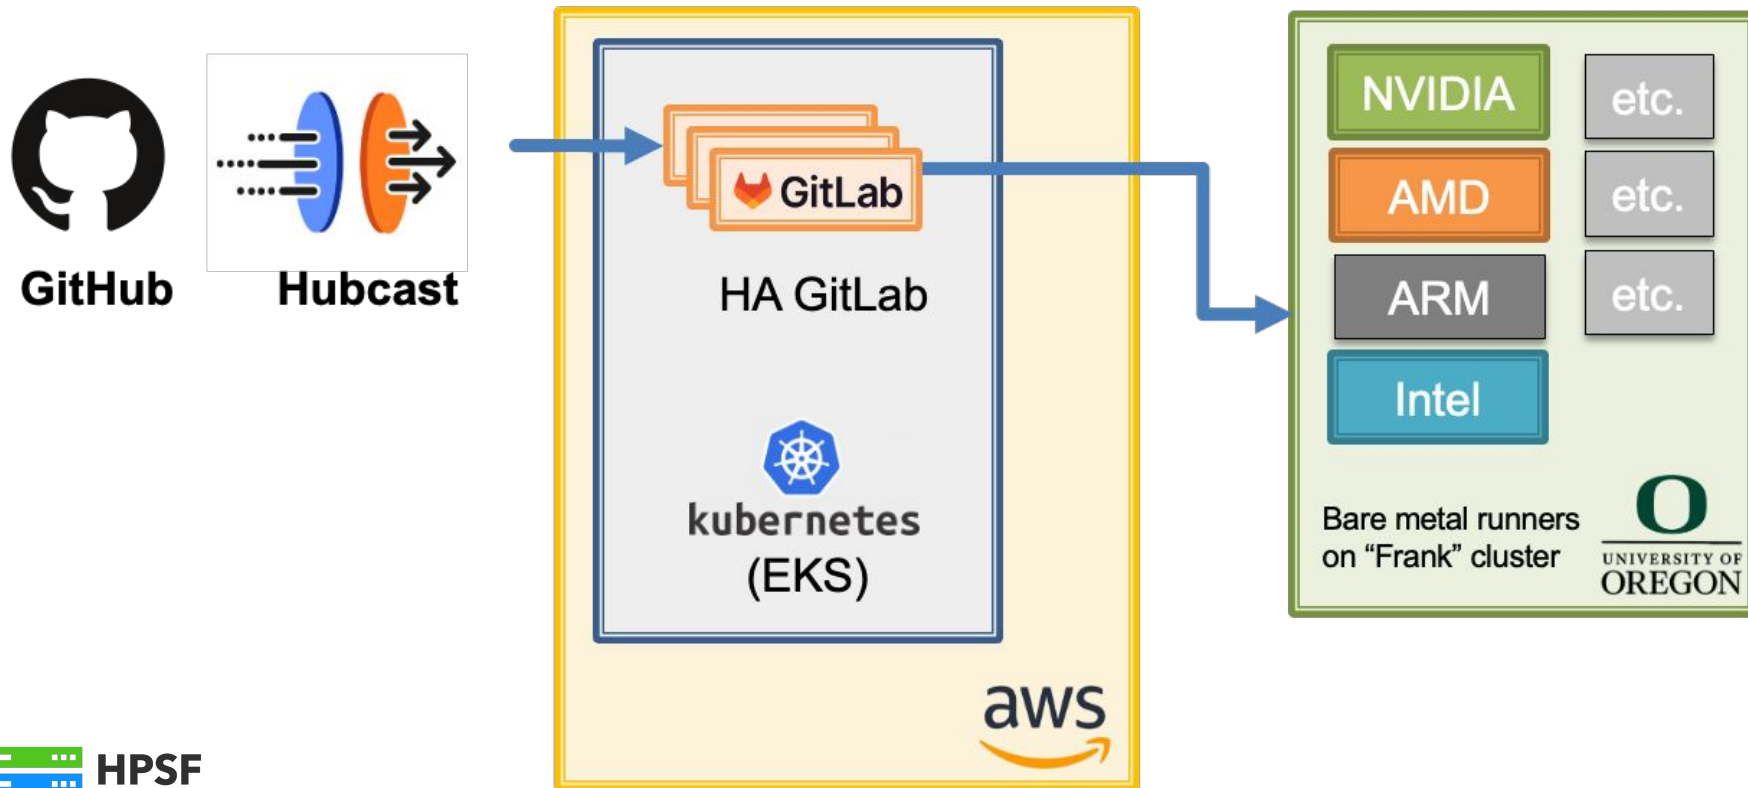 GitHub
Hubcast
GitLab
HA GitLab
kubernetes
(EKS)
aws
NVIDIA
etc.
AMD
etc.
ARM
etc.
Intel
Bare metal runners
on “Frank” cluster
O
UNIVERSITY OF
OREGON
HPSF